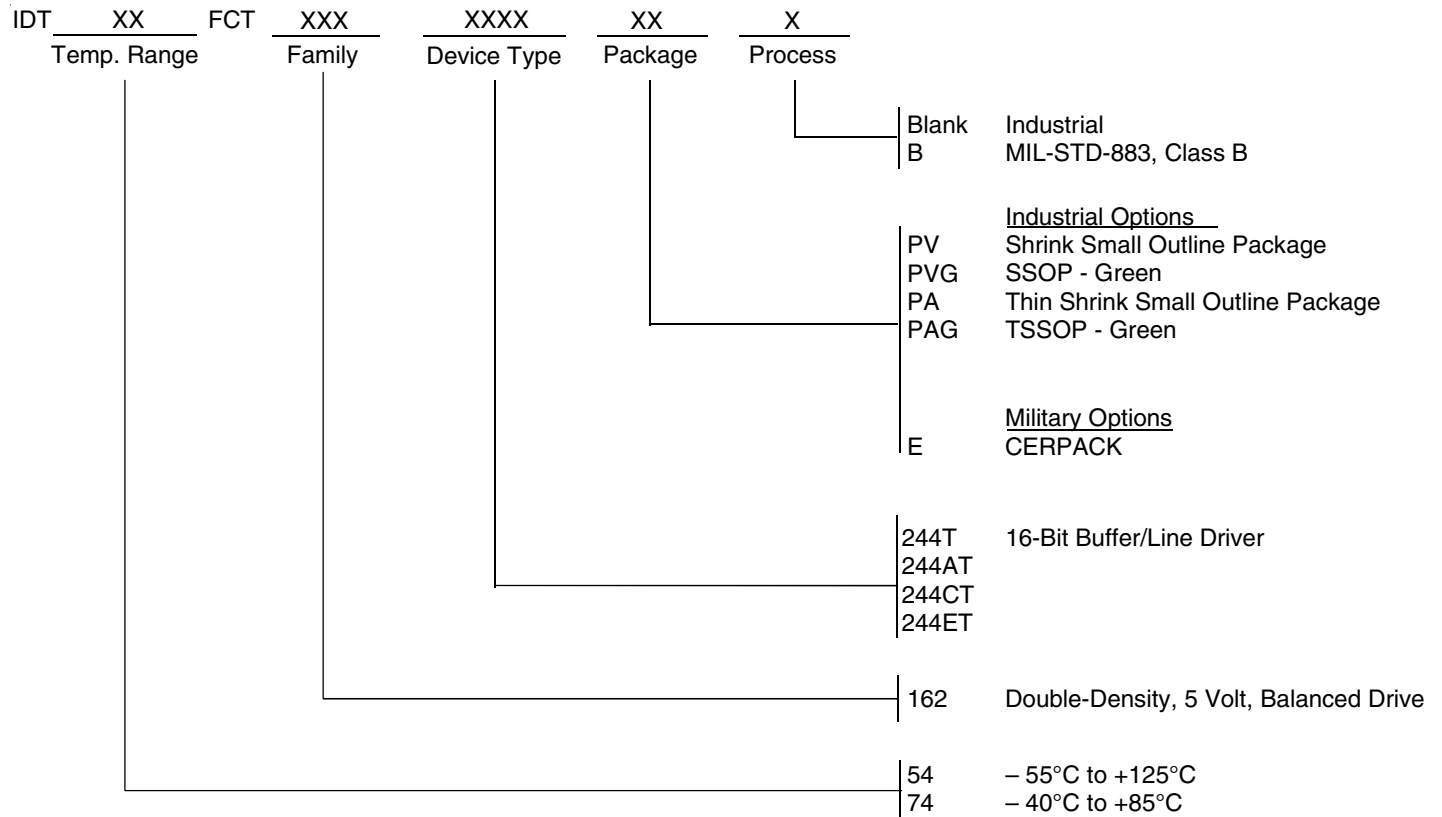 IDT XX FCT XXX XXXX XX X
Temp. Range Family Device Type Package Process
Blank Industrial
B MIL-STD-883, Class B
Industrial Options
PV Shrink Small Outline Package
PVG SSOP - Green
PA Thin Shrink Small Outline Package
PAG TSSOP - Green
Military Options
E CERPACK
244T 16-Bit Buffer/Line Driver
244AT
244CT
244ET
162 Double-Density, 5 Volt, Balanced Drive
54 – 55°C to +125°C
74 – 40°C to +85°C